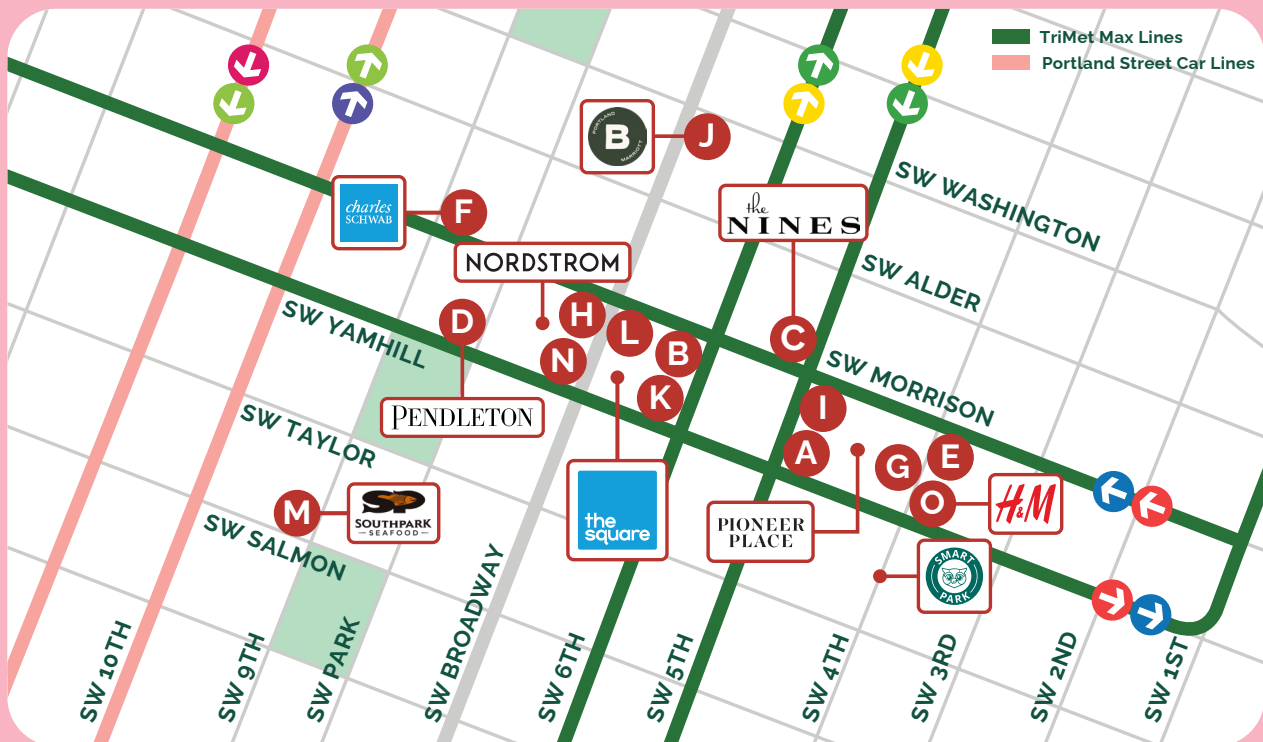 TriMet Max Lines
Portland Street Car Lines
PORTLAND
B
MARRIOTT
J
the
NINES
SW WASHINGTON
charles
SCHWAB
F
NORDSTROM
SW ALDER
D
H
L
B
C
SW YAMHILL
N
K
SW MORRISON
PENDLETON
I
SW TAYLOR
A
G
E
O
H&M
M
SP
SOUTHPARK
SEAFOOD
the
square
PIONEER
PLACE
SW SALMON
SMART
PARK
SW 10TH
SW 9TH
SW PARK
SW BROADWAY
SW 6TH
SW 5TH
SW 4TH
SW 3RD
SW 2ND
SW 1ST